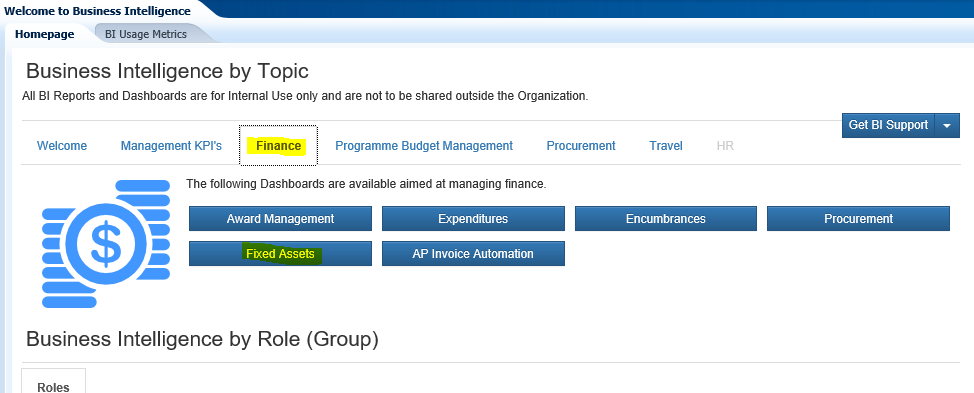 Welcome to Business Intelligence
Homepage BI Usage Metrics
Business Intelligence by Topic
All BI Reports and Dashboards are for Internal Use only and are not to be shared outside the Organization.
Get BI Support
Welcome Management KPI's Finance Programme Budget Management Procurement Travel HR
The following Dashboards are available aimed at managing finance.
Award Management Expenditures Encumbrances Procurement
$
Fixed Assets AP Invoice Automation
Business Intelligence by Role (Group)
Roles